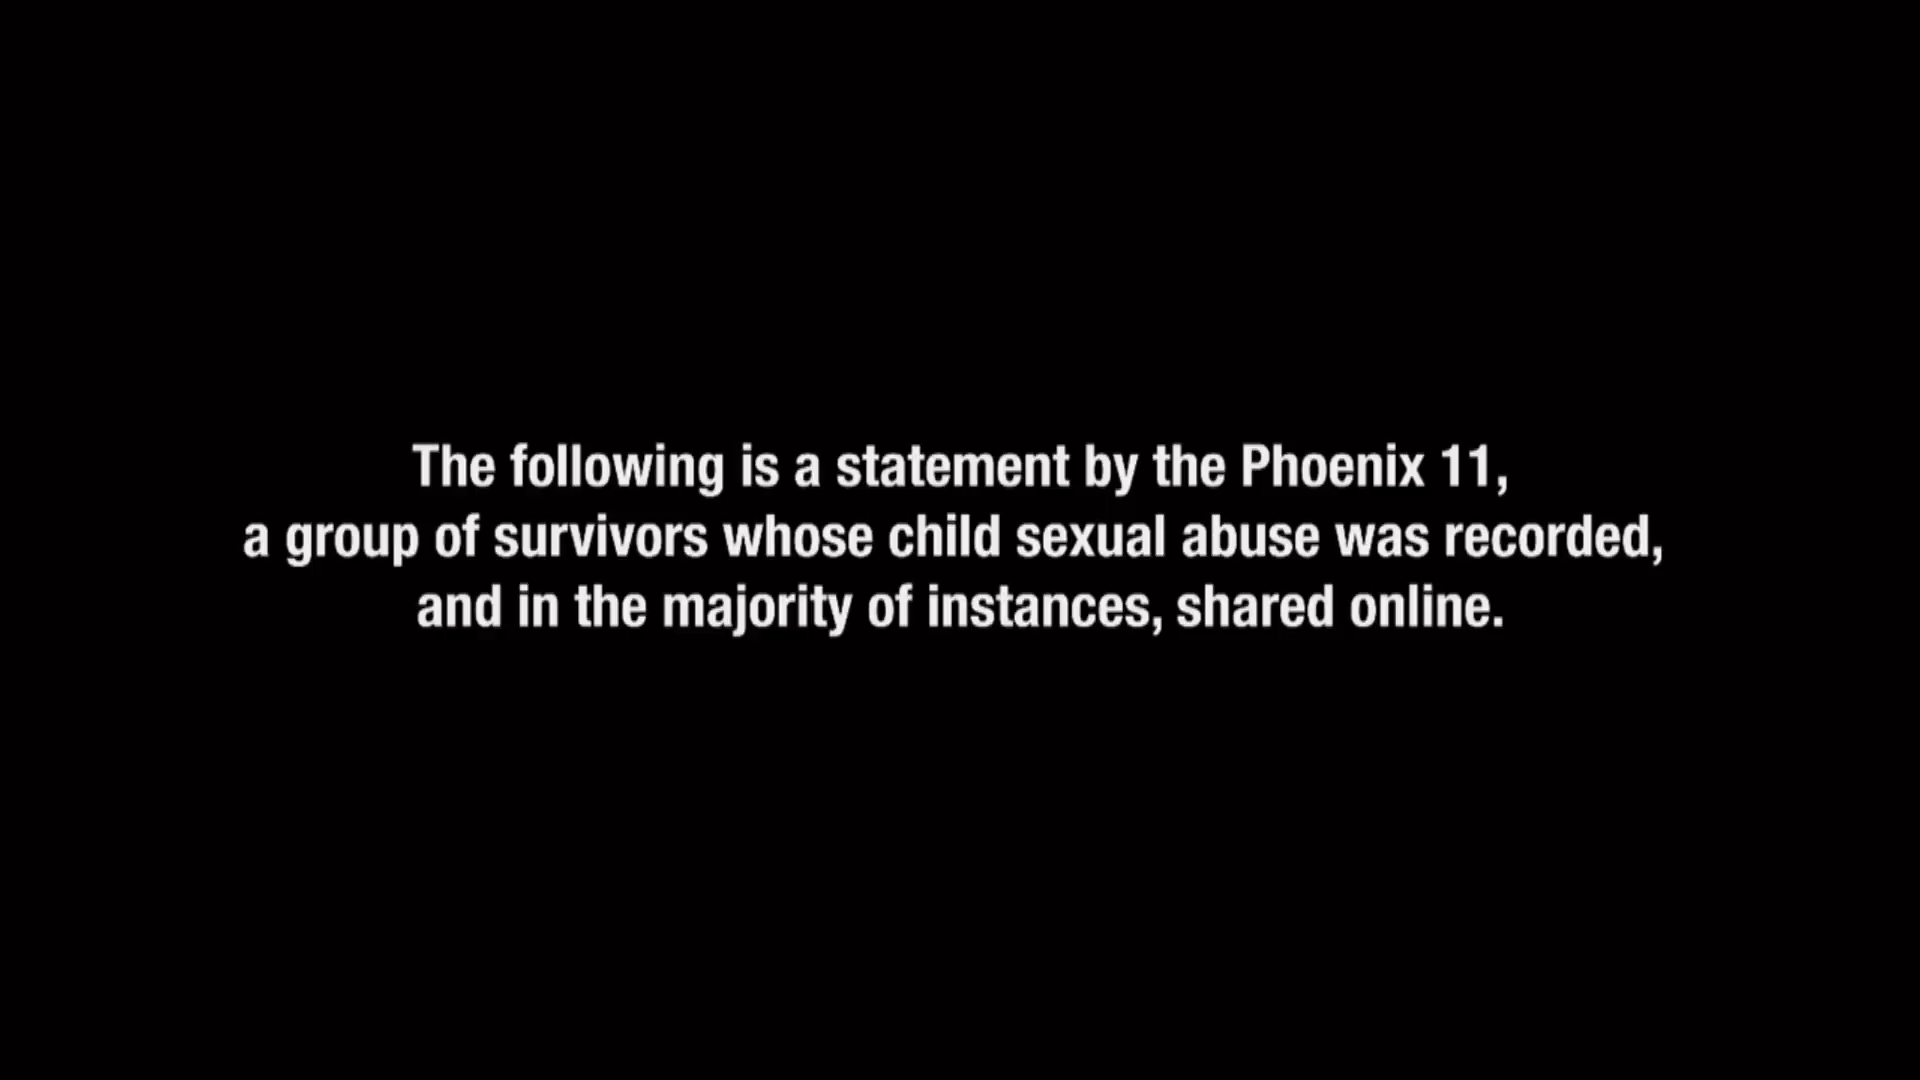 The following is a statement by the Phoenix 11,
a group of survivors whose child sexual abuse was recorded,
and in the majority of instances, shared online.